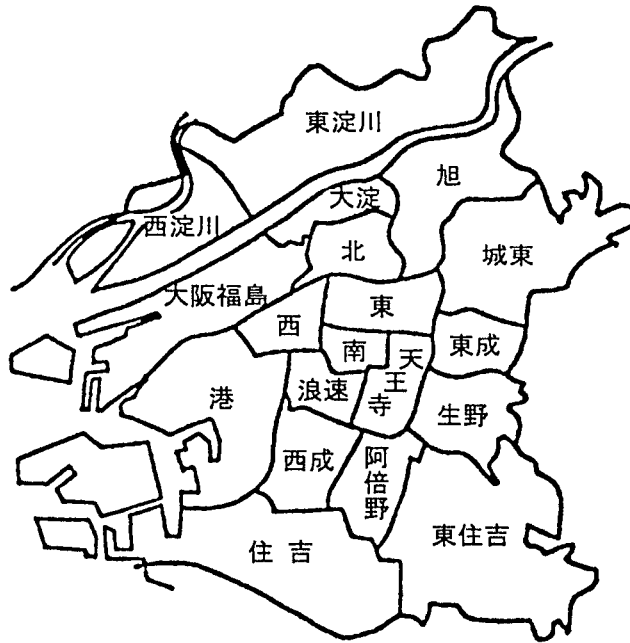 東淀川
旭
大淀
西淀川
北
城東
大阪福島
東
西
南
東成
天王寺
港
浪速
生野
西成
阿倍野
東住吉
住吉